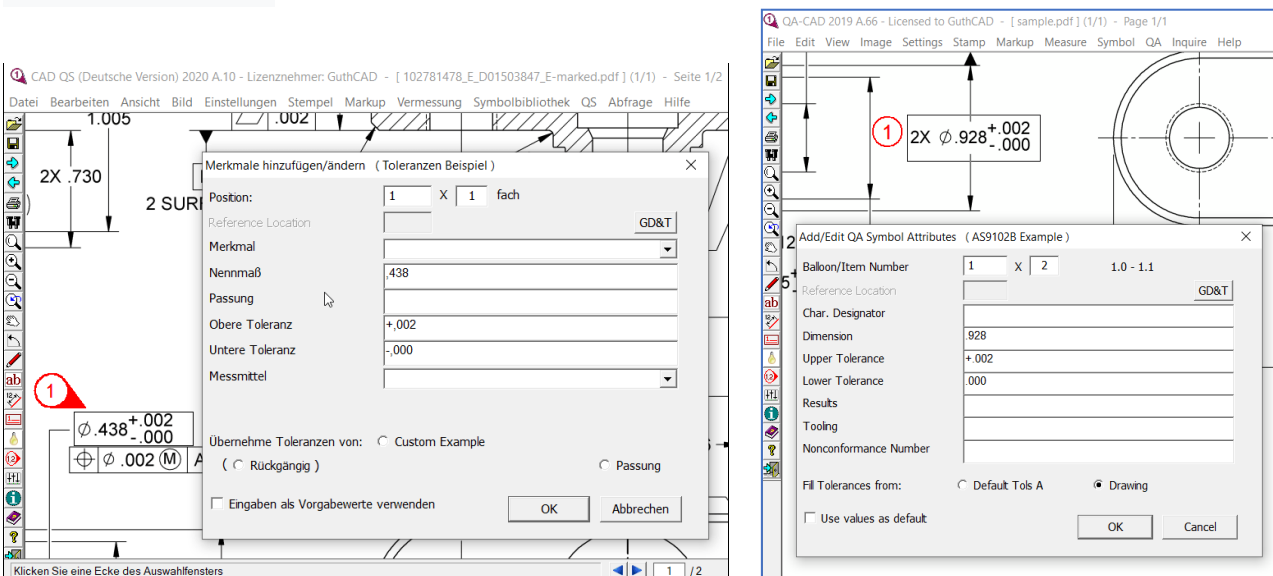 CAD QS (Deutsche Version) 2020 A.10 - Lizenznehmer: GuthCAD - [ 102781478_E_D01503847_E-marked.pdf ] (1/1) - Seite 1/2
Datei Bearbeiten Ansicht Bild Einstellungen Stempel Markup Vermessung Symbolbibliothek QS Abfrage Hilfe
1.005
.002
2X .730
2 SURF
Merkmale hinzufügen/ändern ( Toleranzen Beispiel )
Position: 1 X 1 fach
Reference Location GD&T
Merkmal
Nennmaß ,438
Passung
Obere Toleranz +,002
Untere Toleranz -,000
Messmittel
Übernehme Toleranzen von: Custom Example
( Rückgängig ) Passung
Eingaben als Vorgabewerte verwenden
OK Abbrechen
ab
1
∅.438 +.002
-.000
⌖ ∅ .002 Ⓜ A
Klicken Sie eine Ecke des Auswahlfensters
1 /2
QA-CAD 2019 A.66 - Licensed to GuthCAD - [ sample.pdf ] (1/1) - Page 1/1
File Edit View Image Settings Stamp Markup Measure Symbol QA Inquire Help
1
2X ∅.928 +.002
-.000
ab
Add/Edit QA Symbol Attributes ( AS9102B Example )
Balloon/Item Number 1 X 2 1.0 - 1.1
Reference Location GD&T
Char. Designator
Dimension .928
Upper Tolerance +.002
Lower Tolerance .000
Results
Tooling
Nonconformance Number
Fill Tolerances from: Default Tols A Drawing
Use values as default
OK Cancel